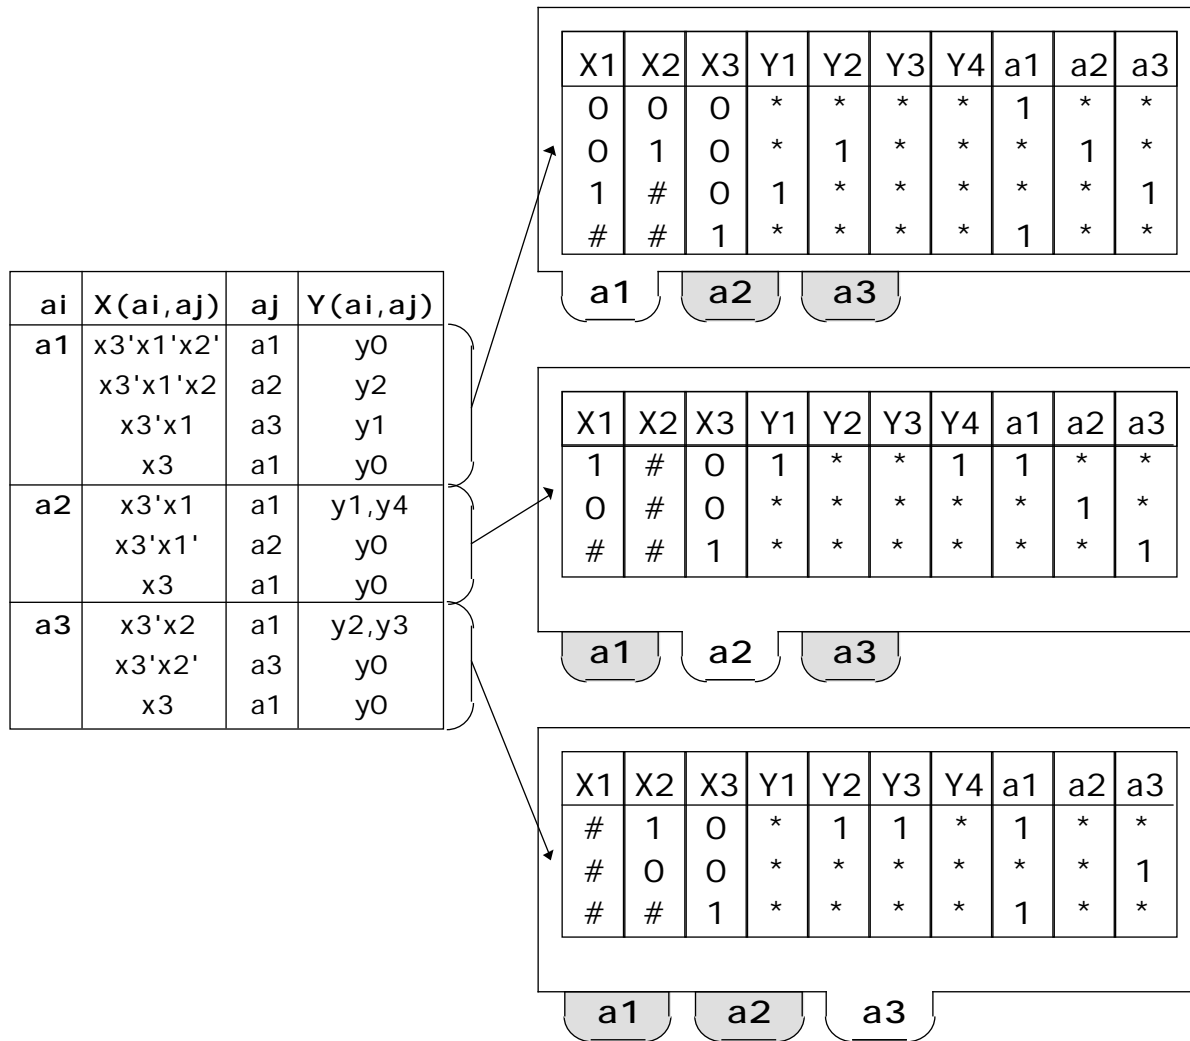 ai X(ai,aj) aj Y(ai,aj)
a1 x3'x1'x2' a1 y0
x3'x1'x2 a2 y2
x3'x1 a3 y1
x3 a1 y0
a2 x3'x1 a1 y1,y4
x3'x1' a2 y0
x3 a1 y0
a3 x3'x2 a1 y2,y3
x3'x2' a3 y0
x3 a1 y0
X1 X2 X3 Y1 Y2 Y3 Y4 a1 a2 a3
0 0 0 * * * * 1 * *
0 1 0 * 1 * * * 1 *
1 # 0 1 * * * * * 1
# # 1 * * * * 1 * *
a1 a2 a3
X1 X2 X3 Y1 Y2 Y3 Y4 a1 a2 a3
1 # 0 1 * * 1 1 * *
0 # 0 * * * * * 1 *
# # 1 * * * * * * 1
a1 a2 a3
X1 X2 X3 Y1 Y2 Y3 Y4 a1 a2 a3
# 1 0 * 1 1 * 1 * *
# 0 0 * * * * * * 1
# # 1 * * * * 1 * *
a1 a2 a3